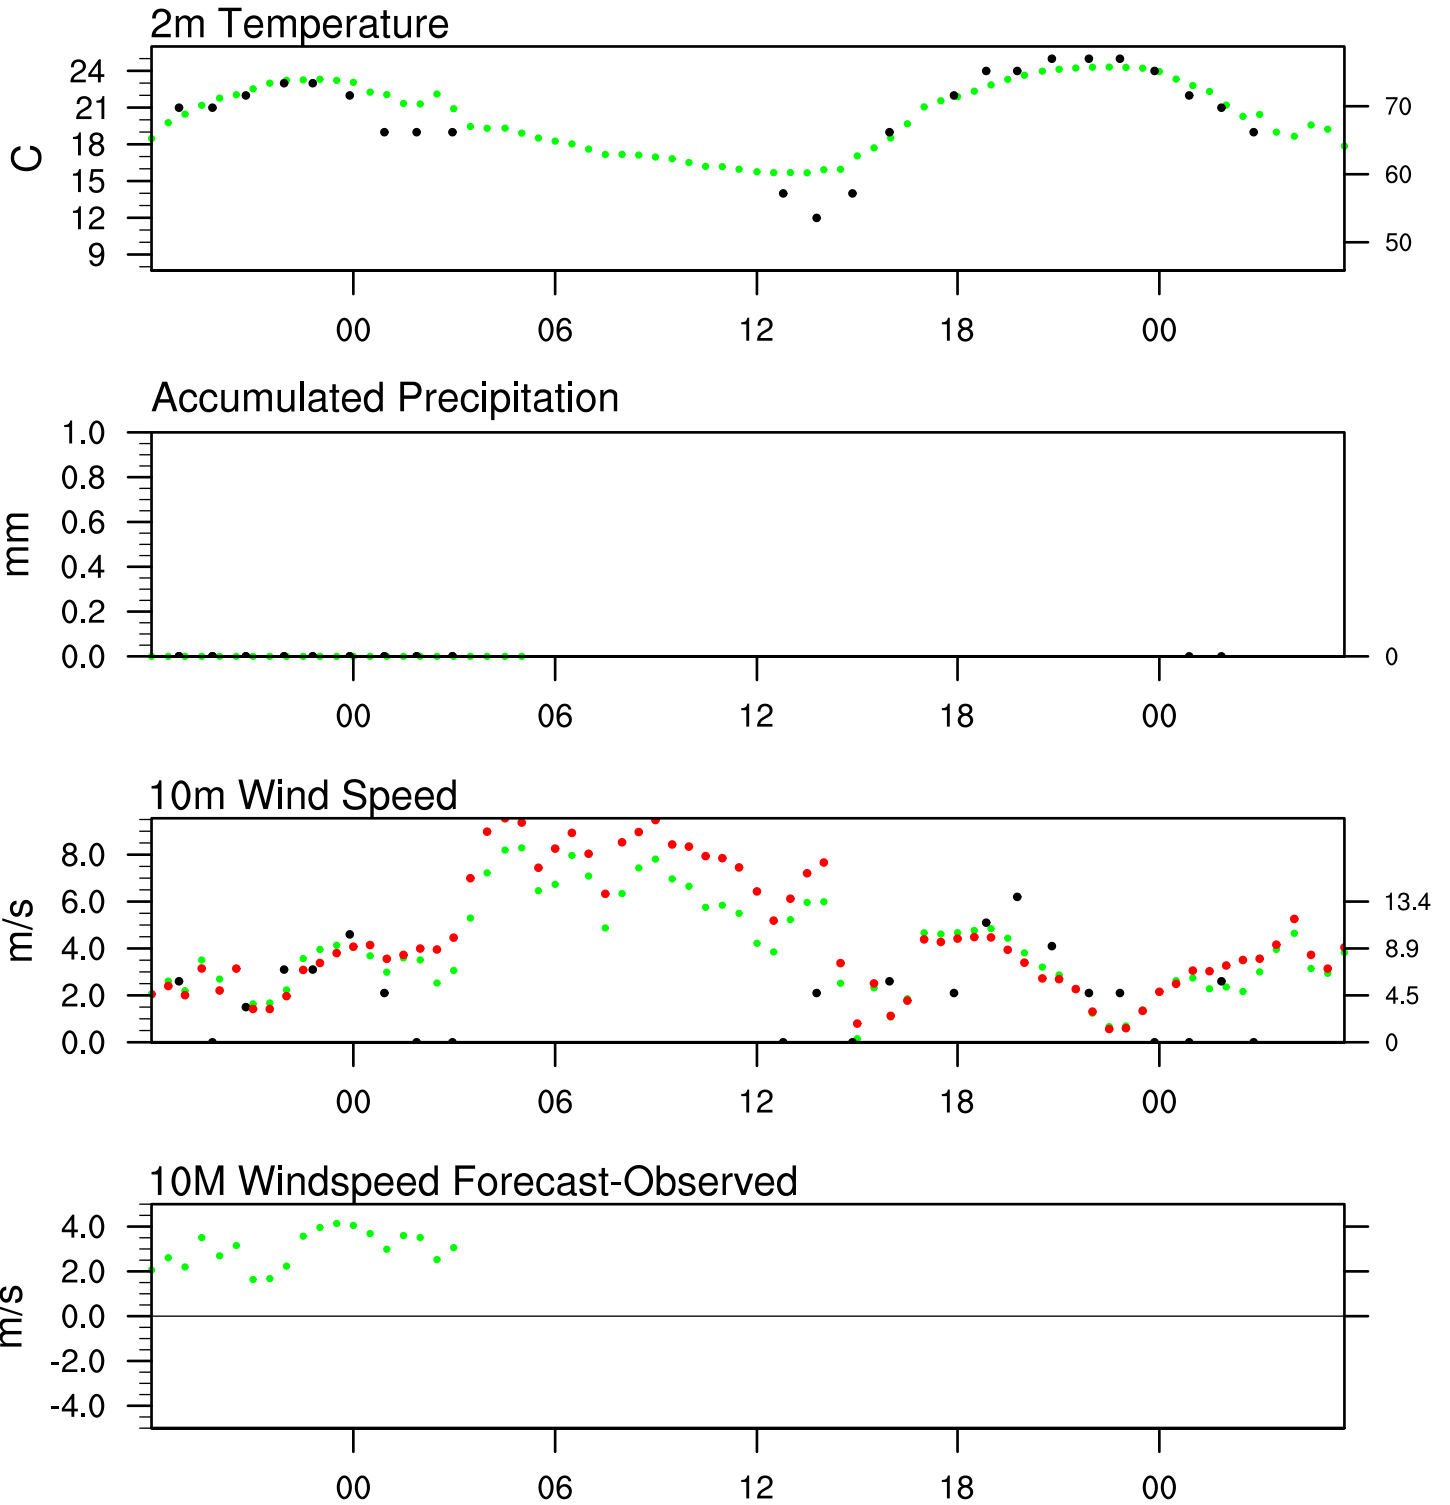 2m Temperature
24
21
18
15
12
9
C
70
60
50
00 06 12 18 00
Accumulated Precipitation
1.0
0.8
0.6
0.4
0.2
0.0
mm
0
00 06 12 18 00
10m Wind Speed
8.0
6.0
4.0
2.0
0.0
m/s
13.4
8.9
4.5
0
00 06 12 18 00
10M Windspeed Forecast-Observed
4.0
2.0
0.0
-2.0
-4.0
m/s
00 06 12 18 00